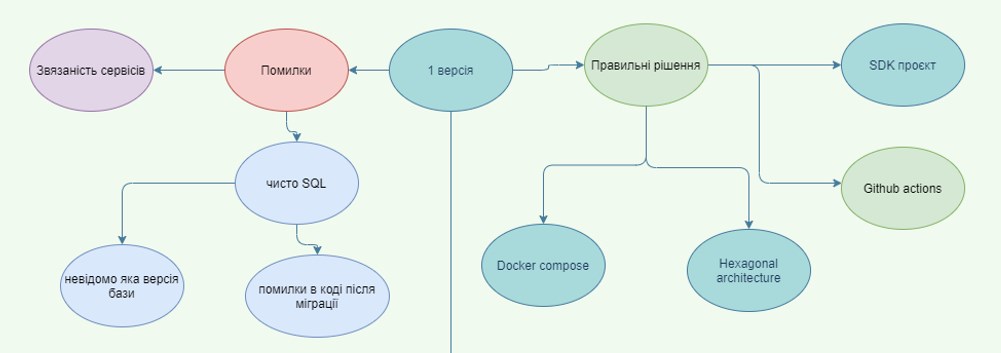 Звязаність сервісів
Помилки
1 версія
Правильні рішення
SDK проєкт
чисто SQL
Github actions
невідомо яка версія
бази
помилки в коді після
міграції
Docker compose
Hexagonal
architecture